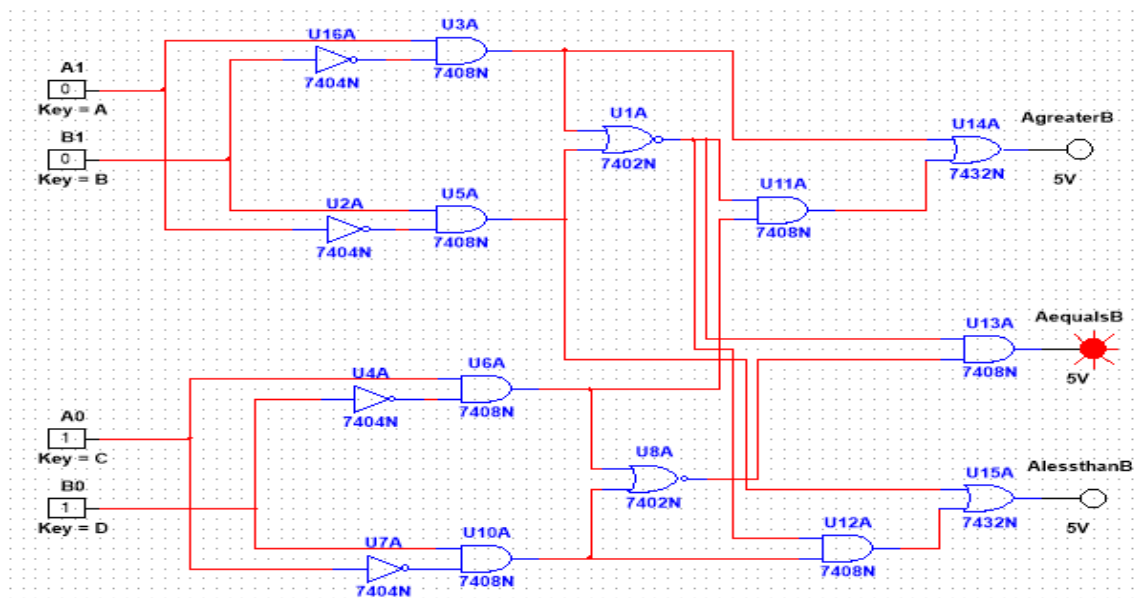 U3A
U16A
7404N
7408N
A1
0
Key = A
B1
0
Key = B
U1A
7402N
U14A
7432N
AgreaterB
5V
U5A
U2A
7404N
7408N
U11A
7408N
U13A
7408N
AequalsB
5V
U6A
U4A
7404N
7408N
A0
1
Key = C
B0
1
Key = D
U8A
7402N
U15A
7432N
AlessthanB
5V
U10A
U7A
7404N
7408N
U12A
7408N